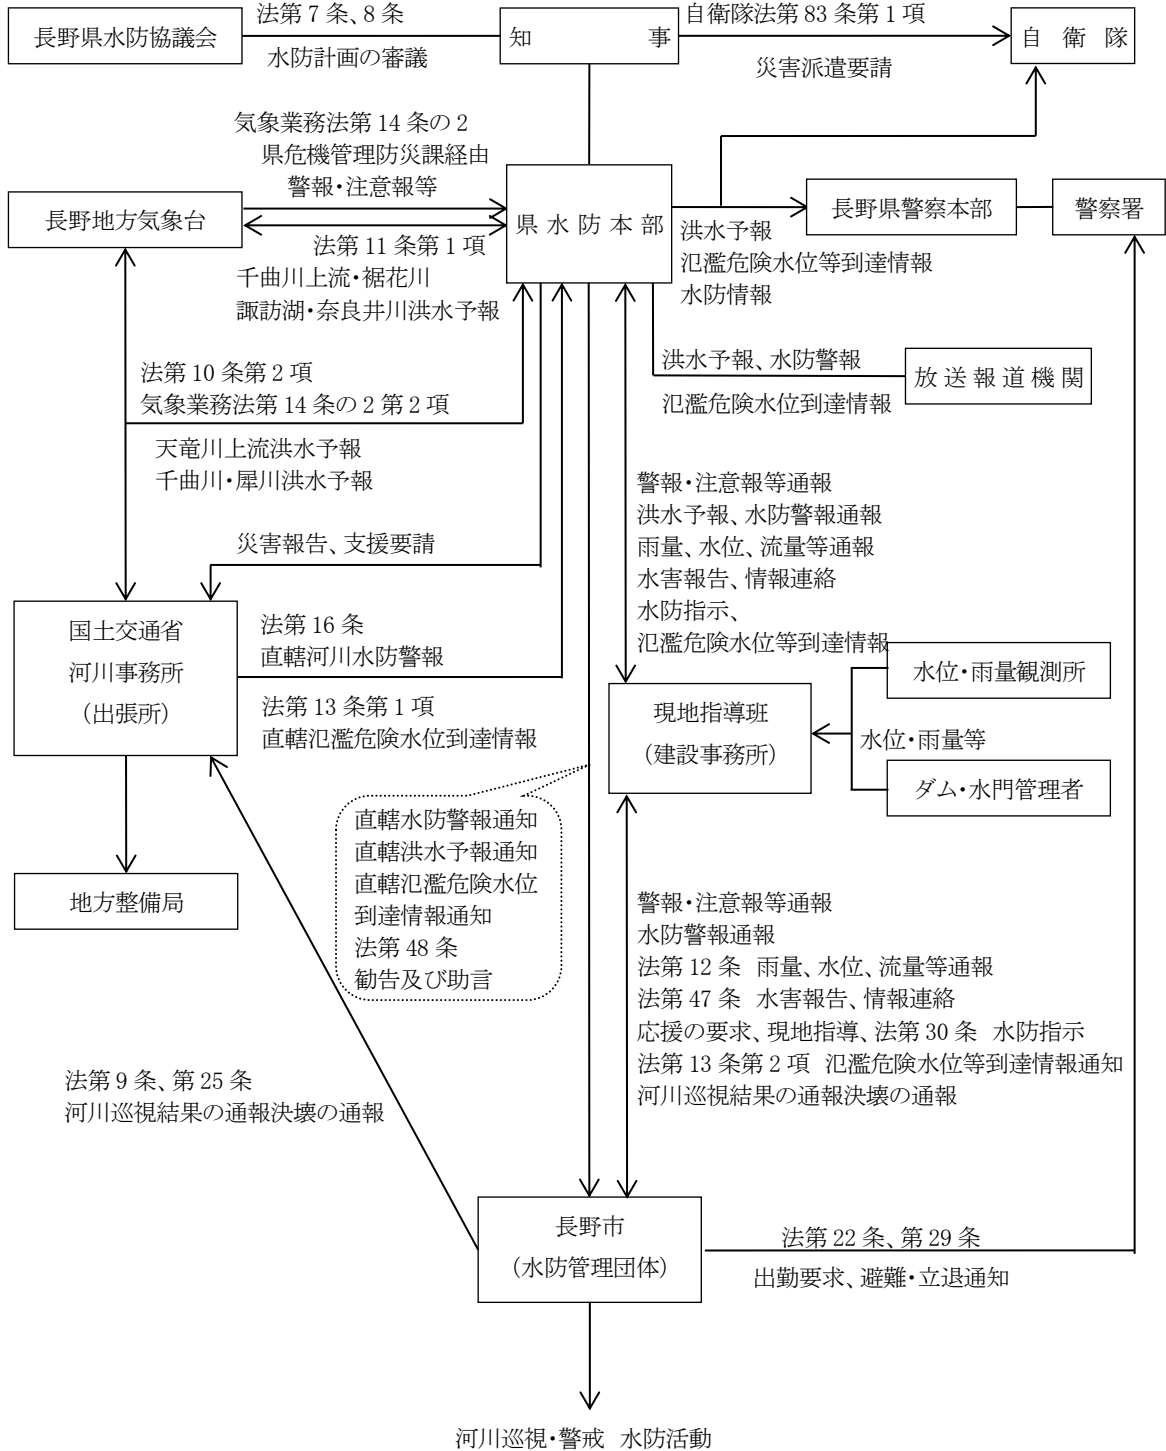 法第7条、8条
自衛隊法第83条第1項
長野県水防協議会
知事
自衛隊
水防計画の審議
災害派遣要請
気象業務法第14条の2
県危機管理防災課経由
警報・注意報等
長野地方気象台
県水防本部
長野県警察本部
警察署
法第11条第1項
千曲川上流・裾花川
諏訪湖・奈良井川洪水予報
洪水予報
氾濫危険水位等到達情報
水防情報
洪水予報、水防警報
放送報道機関
氾濫危険水位到達情報
法第10条第2項
気象業務法第14条の2第2項
天竜川上流洪水予報
千曲川・犀川洪水予報
警報・注意報等通報
洪水予報、水防警報通報
雨量、水位、流量等通報
水害報告、情報連絡
水防指示、
氾濫危険水位等到達情報
災害報告、支援要請
国土交通省
河川事務所
（出張所）
法第16条
直轄河川水防警報
法第13条第1項
直轄氾濫危険水位到達情報
水位・雨量観測所
現地指導班
（建設事務所）
水位・雨量等
ダム・水門管理者
直轄水防警報通知
直轄洪水予報通知
直轄氾濫危険水位
到達情報通知
法第48条
勧告及び助言
地方整備局
警報・注意報等通報
水防警報通報
法第12条 雨量、水位、流量等通報
法第47条 水害報告、情報連絡
応援の要求、現地指導、法第30条 水防指示
法第13条第2項 氾濫危険水位等到達情報通知
河川巡視結果の通報決壊の通報
法第9条、第25条
河川巡視結果の通報決壊の通報
長野市
（水防管理団体）
法第22条、第29条
出勤要求、避難・立退通知
河川巡視・警戒 水防活動